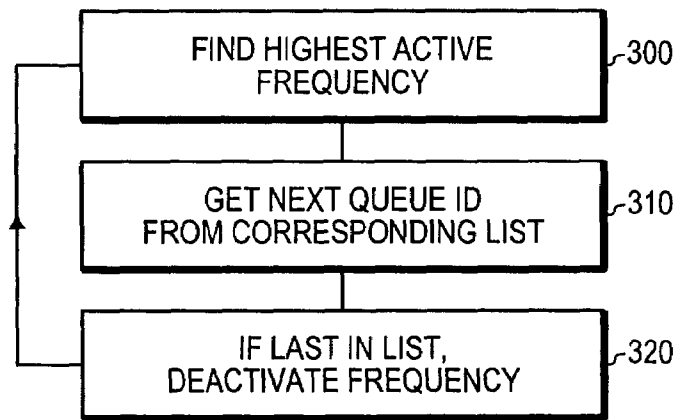 FIND HIGHEST ACTIVE
FREQUENCY
300
GET NEXT QUEUE ID
FROM CORRESPONDING LIST
310
IF LAST IN LIST,
DEACTIVATE FREQUENCY
320